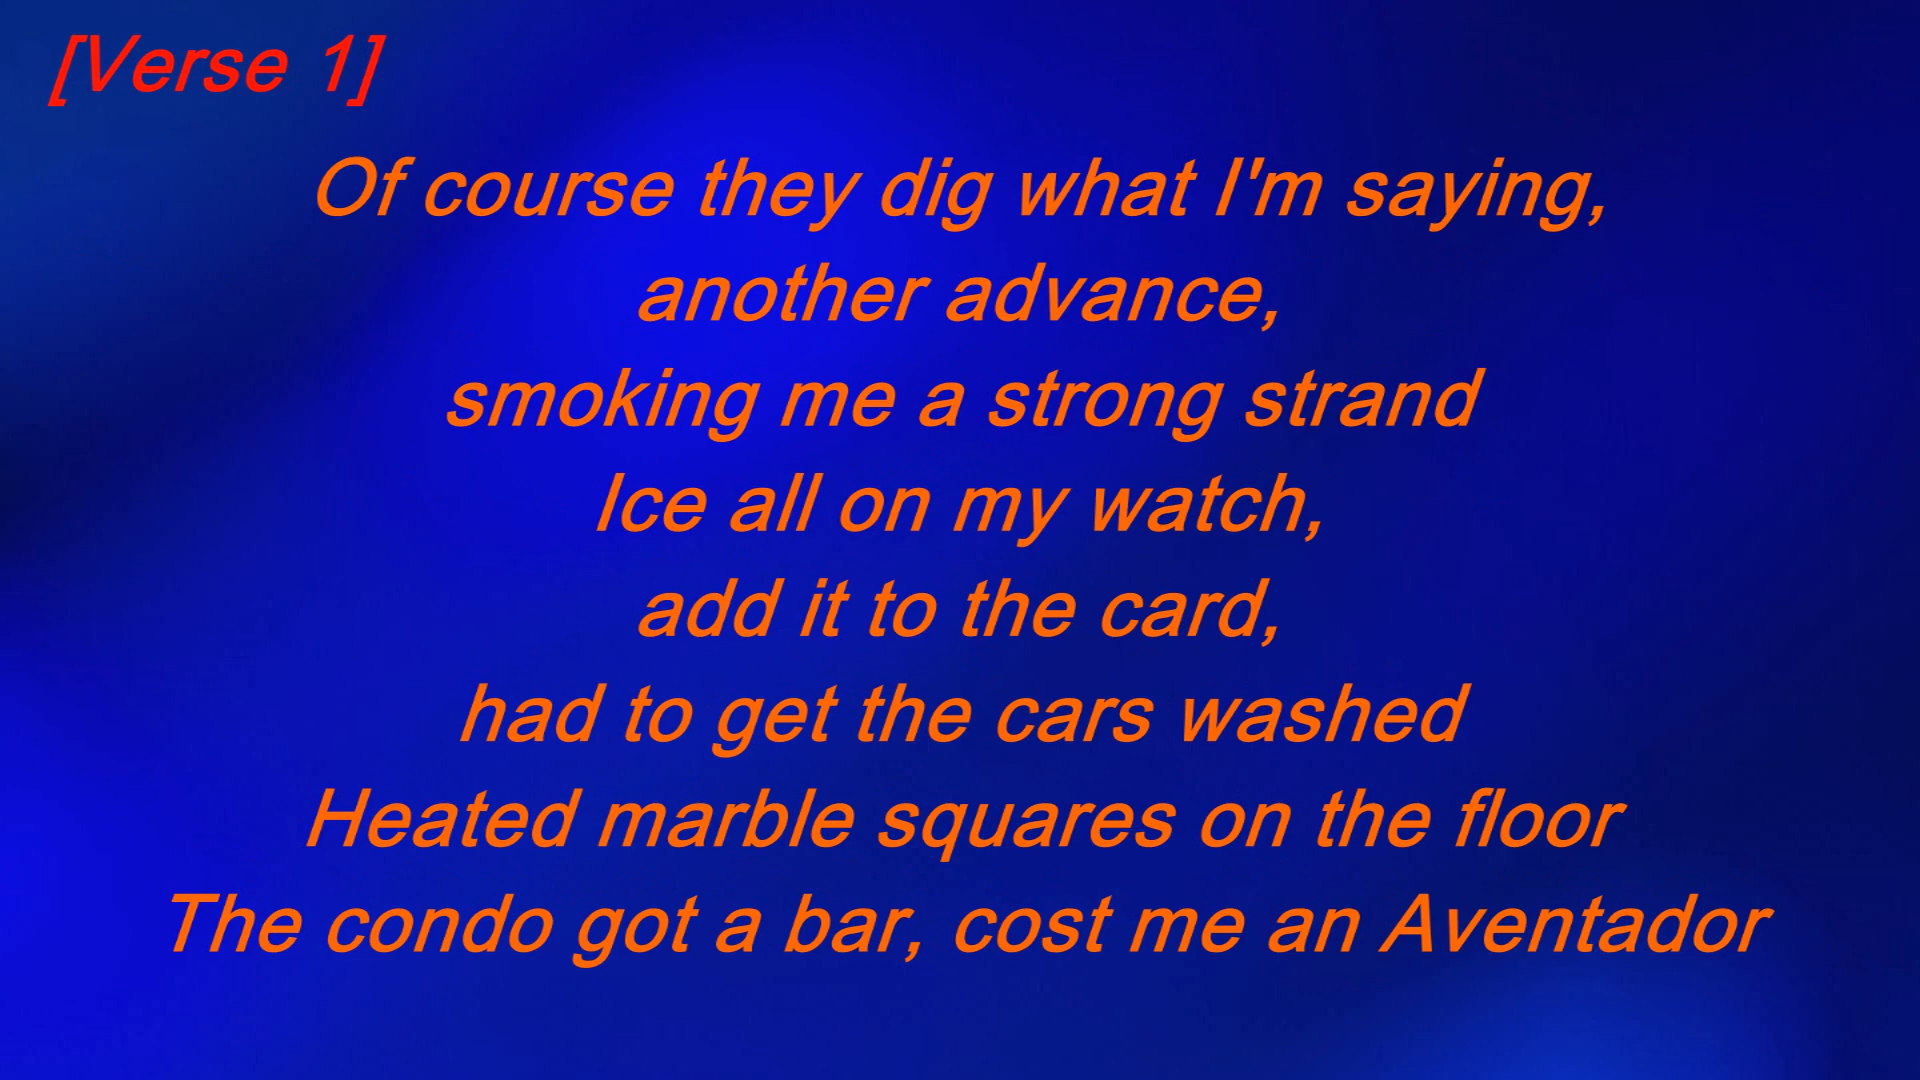 [Verse 1]
Of course they dig what I'm saying,
another advance,
smoking me a strong strand
Ice all on my watch,
add it to the card,
had to get the cars washed
Heated marble squares on the floor
The condo got a bar, cost me an Aventador